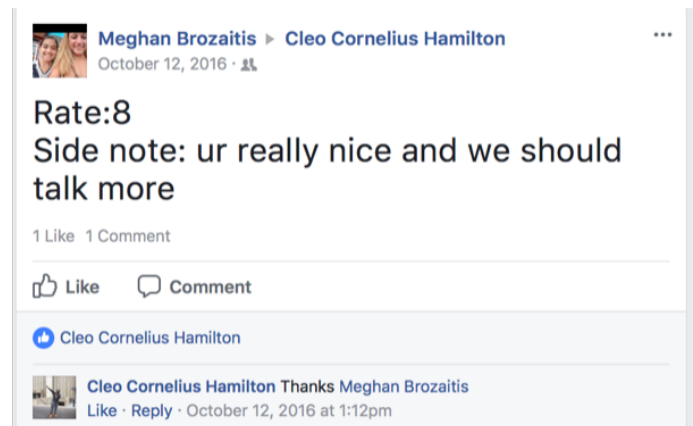 Meghan Brozaitis ▸ Cleo Cornelius Hamilton
October 12, 2016 ·
Rate:8
Side note: ur really nice and we should
talk more
1 Like 1 Comment
Like Comment
Cleo Cornelius Hamilton
Cleo Cornelius Hamilton Thanks Meghan Brozaitis
Like · Reply · October 12, 2016 at 1:12pm